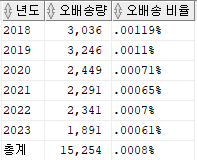 년도 오배송량 오배송 비율
2018 3,036 .00119%
2019 3,246 .0011%
2020 2,449 .00071%
2021 2,291 .00065%
2022 2,341 .0007%
2023 1,891 .00061%
총계 15,254 .0008%